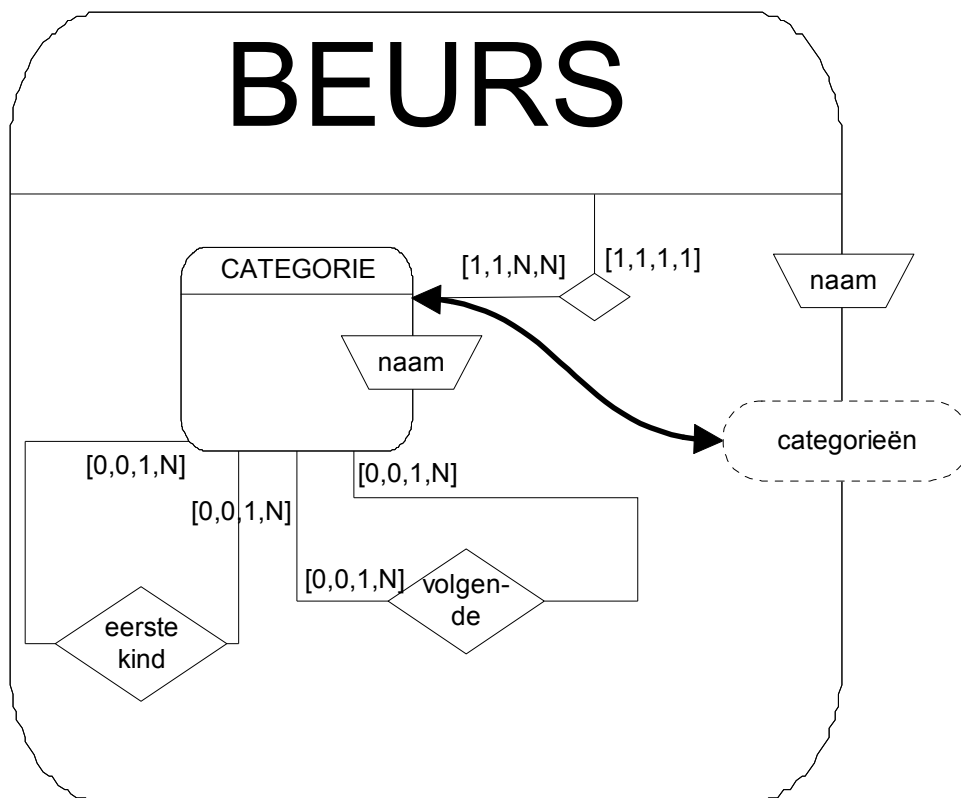 BEURS
[1,1,N,N]
[1,1,1,1]
CATEGORIE
naam
naam
categorieën
[0,0,1,N]
[0,0,1,N]
[0,0,1,N]
[0,0,1,N]
volgen-
de
eerste
kind